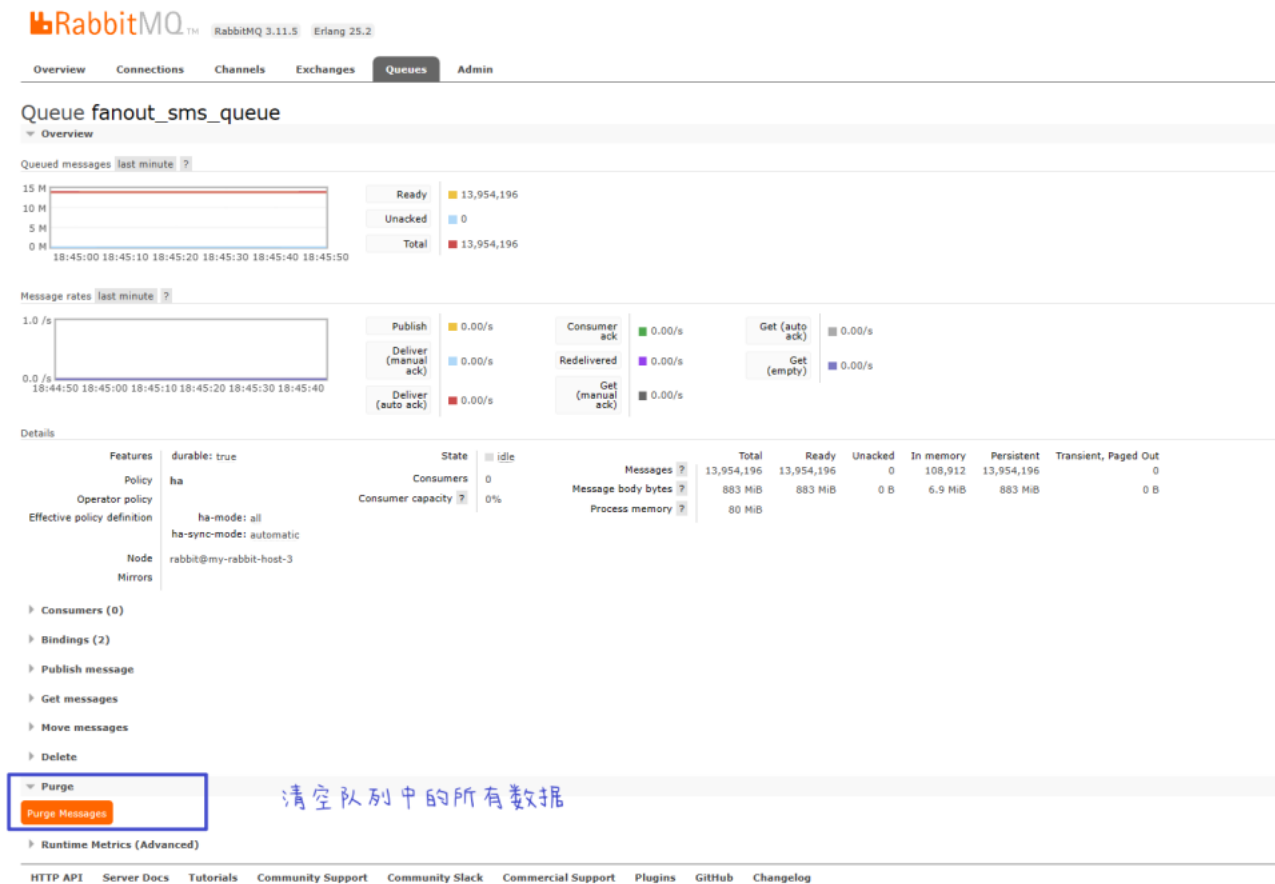 RabbitMQ TM RabbitMQ 3.11.5 Erlang 25.2
Overview Connections Channels Exchanges Queues Admin
Queue fanout_sms_queue
Overview
Queued messages last minute ?
15 M
10 M
5 M
0 M
18:45:00 18:45:10 18:45:20 18:45:30 18:45:40 18:45:50
Ready 13,954,196
Unacked 0
Total 13,954,196
Message rates last minute ?
1.0 /s
0.0 /s
18:44:50 18:45:00 18:45:10 18:45:20 18:45:30 18:45:40
Publish 0.00/s
Deliver
(manual
ack) 0.00/s
Deliver
(auto ack) 0.00/s
Consumer
ack 0.00/s
Redelivered 0.00/s
Get
(manual
ack) 0.00/s
Get (auto
ack) 0.00/s
Get
(empty) 0.00/s
Details
Features durable: true
Policy ha
Operator policy
Effective policy definition ha-mode: all
ha-sync-mode: automatic
Node rabbit@my-rabbit-host-3
Mirrors
State idle
Consumers 0
Consumer capacity ? 0%
Total Ready Unacked In memory Persistent Transient, Paged Out
Messages ? 13,954,196 13,954,196 0 108,912 13,954,196 0
Message body bytes ? 883 MiB 883 MiB 0 B 6.9 MiB 883 MiB 0 B
Process memory ? 80 MiB
Consumers (0)
Bindings (2)
Publish message
Get messages
Move messages
Delete
Purge
清空队列中的所有数据
Purge Messages
Runtime Metrics (Advanced)
HTTP API Server Docs Tutorials Community Support Community Slack Commercial Support Plugins GitHub Changelog